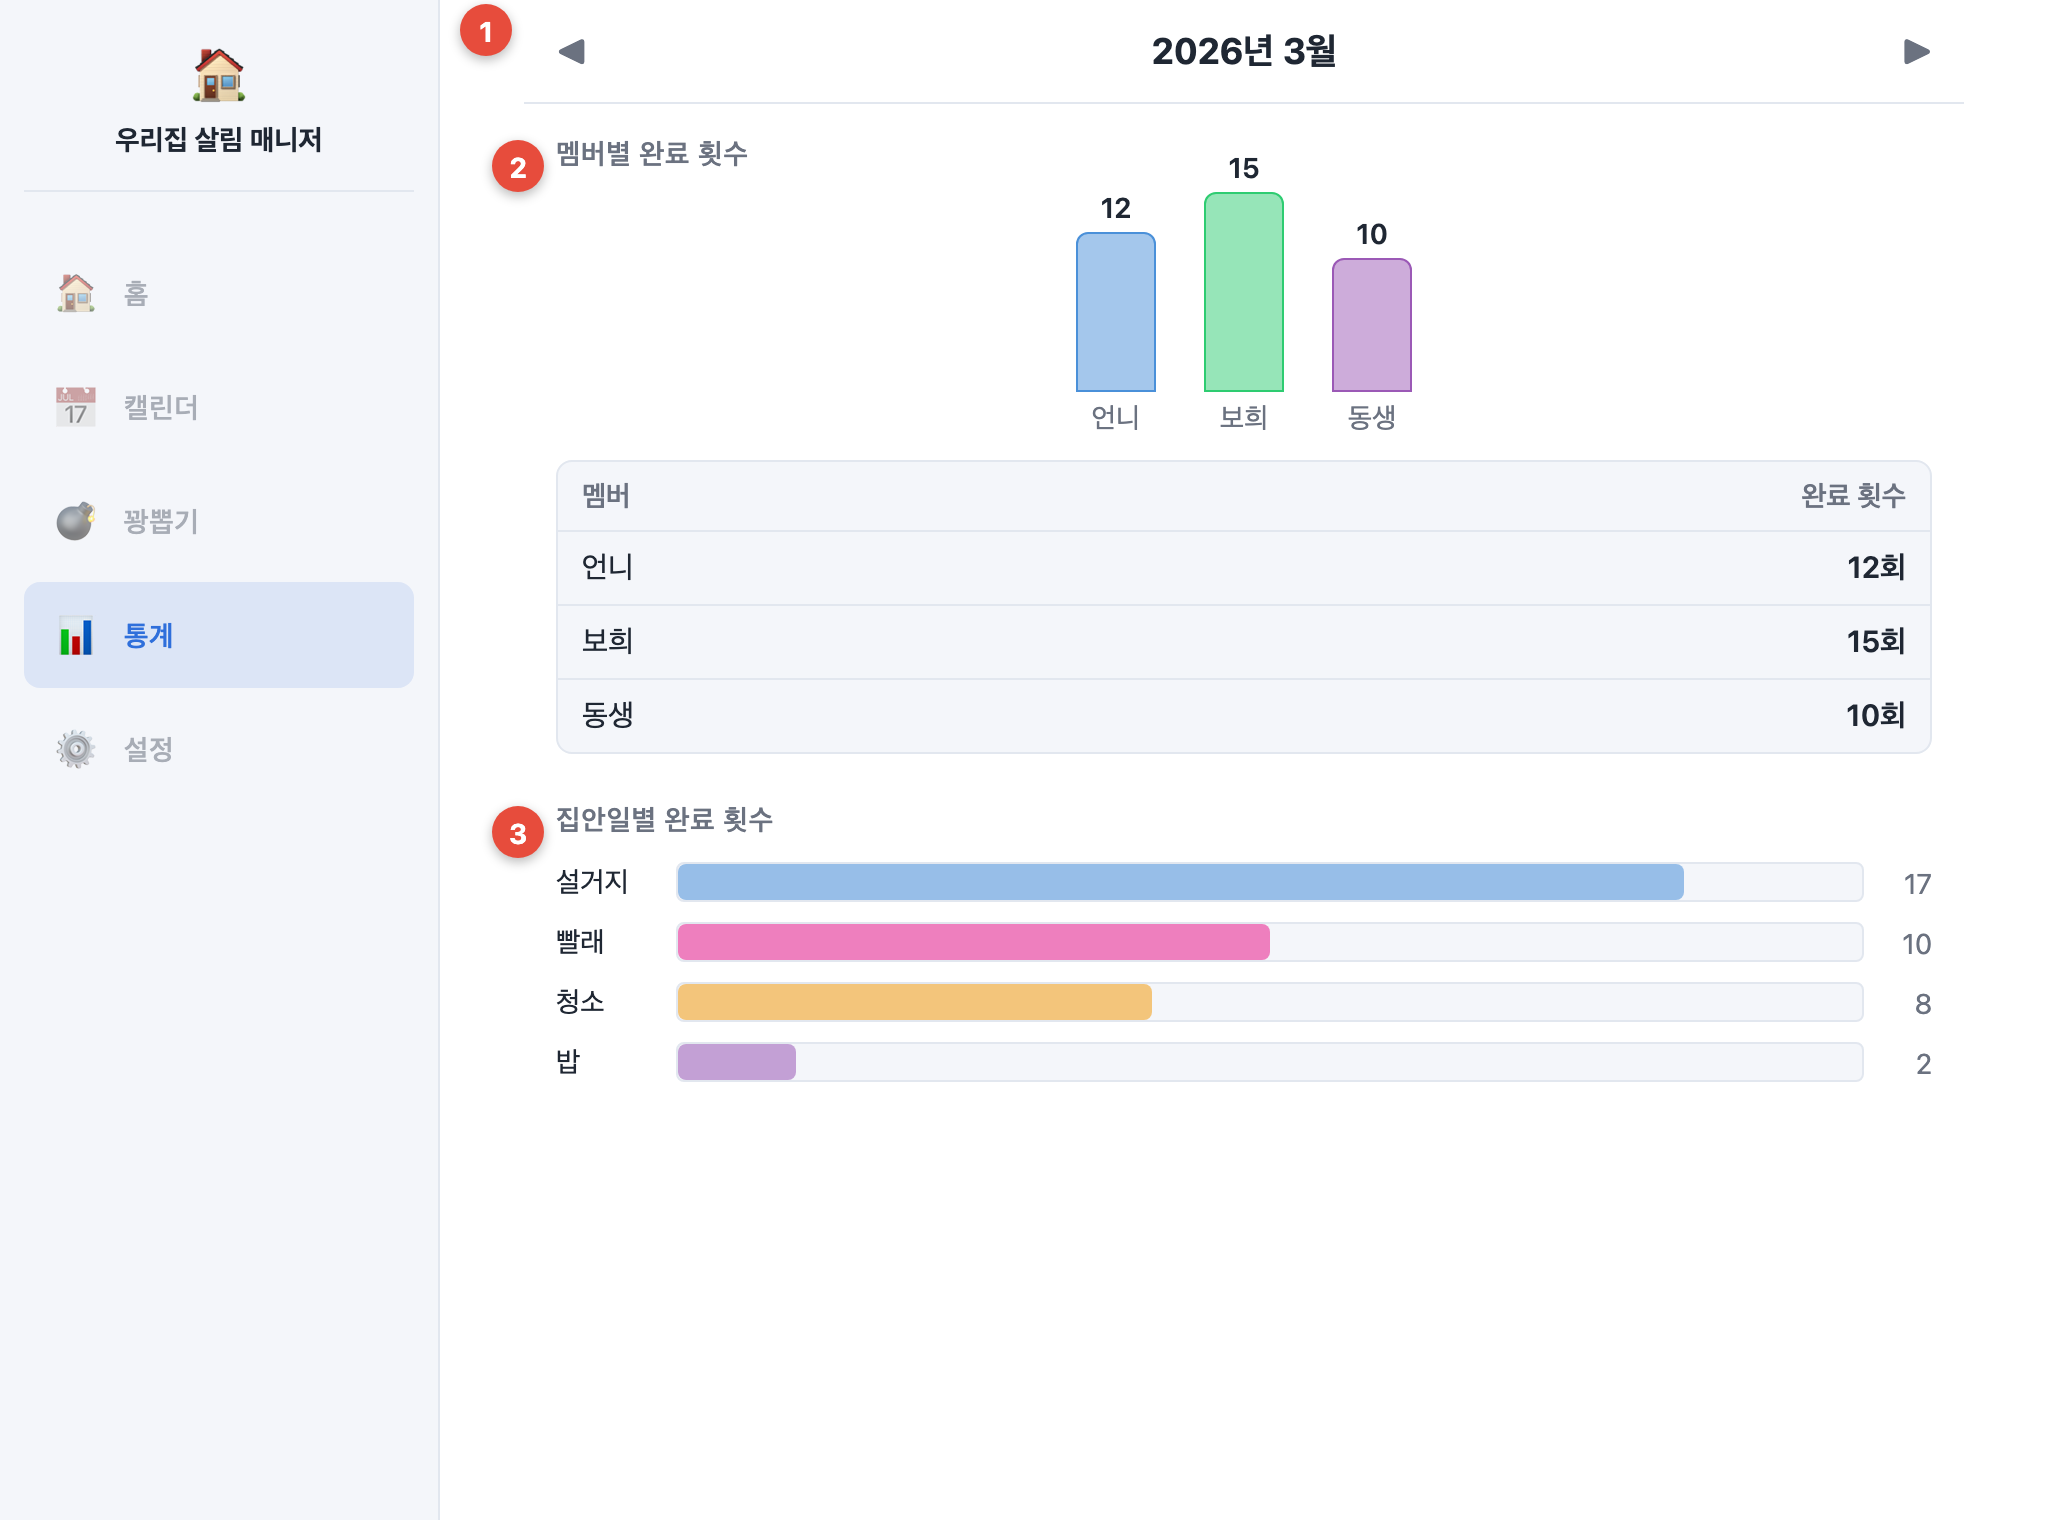 우리집 살림 매니저
홈
캘린더
꽝뽑기
통계
설정
1
◀ 2026년 3월 ▶
2
멤버별 완료 횟수
12 15 10
언니 보희 동생
멤버 완료 횟수
언니 12회
보희 15회
동생 10회
3
집안일별 완료 횟수
설거지 17
빨래 10
청소 8
밥 2
JUL
17